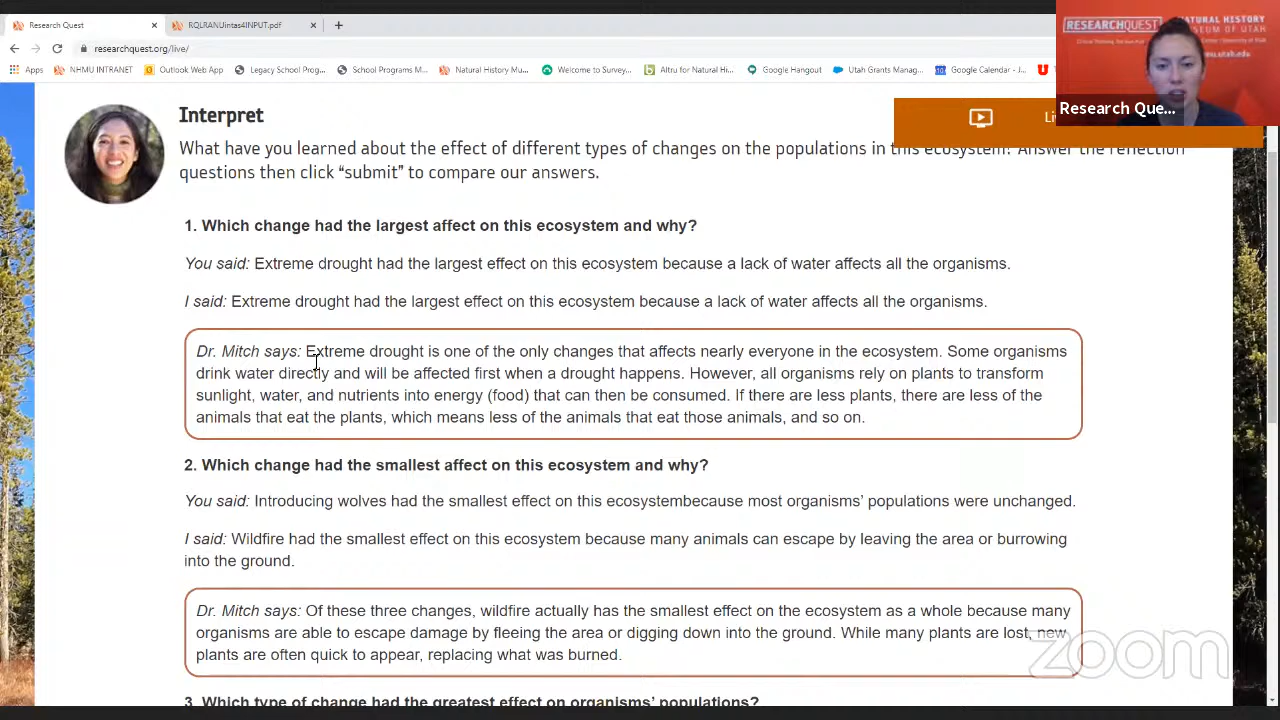 Research Quest
RQLRANUintas4INPUT.pdf
researchquest.org/live/
Apps
NHMU INTRANET
Outlook Web App
Legacy School Prog...
School Programs M...
Natural History Mu...
Welcome to Survey...
Altru for Natural Hi...
Google Hangout
Utah Grants Manag...
Google Calendar - J...
RESEARCHQUEST
NATURAL HISTORY
MUSEUM OF UTAH
Research Que...
Interpret
What have you learned about the effect of different types of changes on the populations in this ecosystem? Answer the reflection
questions then click “submit” to compare our answers.
1. Which change had the largest affect on this ecosystem and why?
You said: Extreme drought had the largest effect on this ecosystem because a lack of water affects all the organisms.
I said: Extreme drought had the largest effect on this ecosystem because a lack of water affects all the organisms.
Dr. Mitch says: Extreme drought is one of the only changes that affects nearly everyone in the ecosystem. Some organisms
drink water directly and will be affected first when a drought happens. However, all organisms rely on plants to transform
sunlight, water, and nutrients into energy (food) that can then be consumed. If there are less plants, there are less of the
animals that eat the plants, which means less of the animals that eat those animals, and so on.
2. Which change had the smallest affect on this ecosystem and why?
You said: Introducing wolves had the smallest effect on this ecosystembecause most organisms’ populations were unchanged.
I said: Wildfire had the smallest effect on this ecosystem because many animals can escape by leaving the area or burrowing
into the ground.
Dr. Mitch says: Of these three changes, wildfire actually has the smallest effect on the ecosystem as a whole because many
organisms are able to escape damage by fleeing the area or digging down into the ground. While many plants are lost, new
plants are often quick to appear, replacing what was burned.
zoom
3. Which type of change had the greatest effect on organisms’ populations?